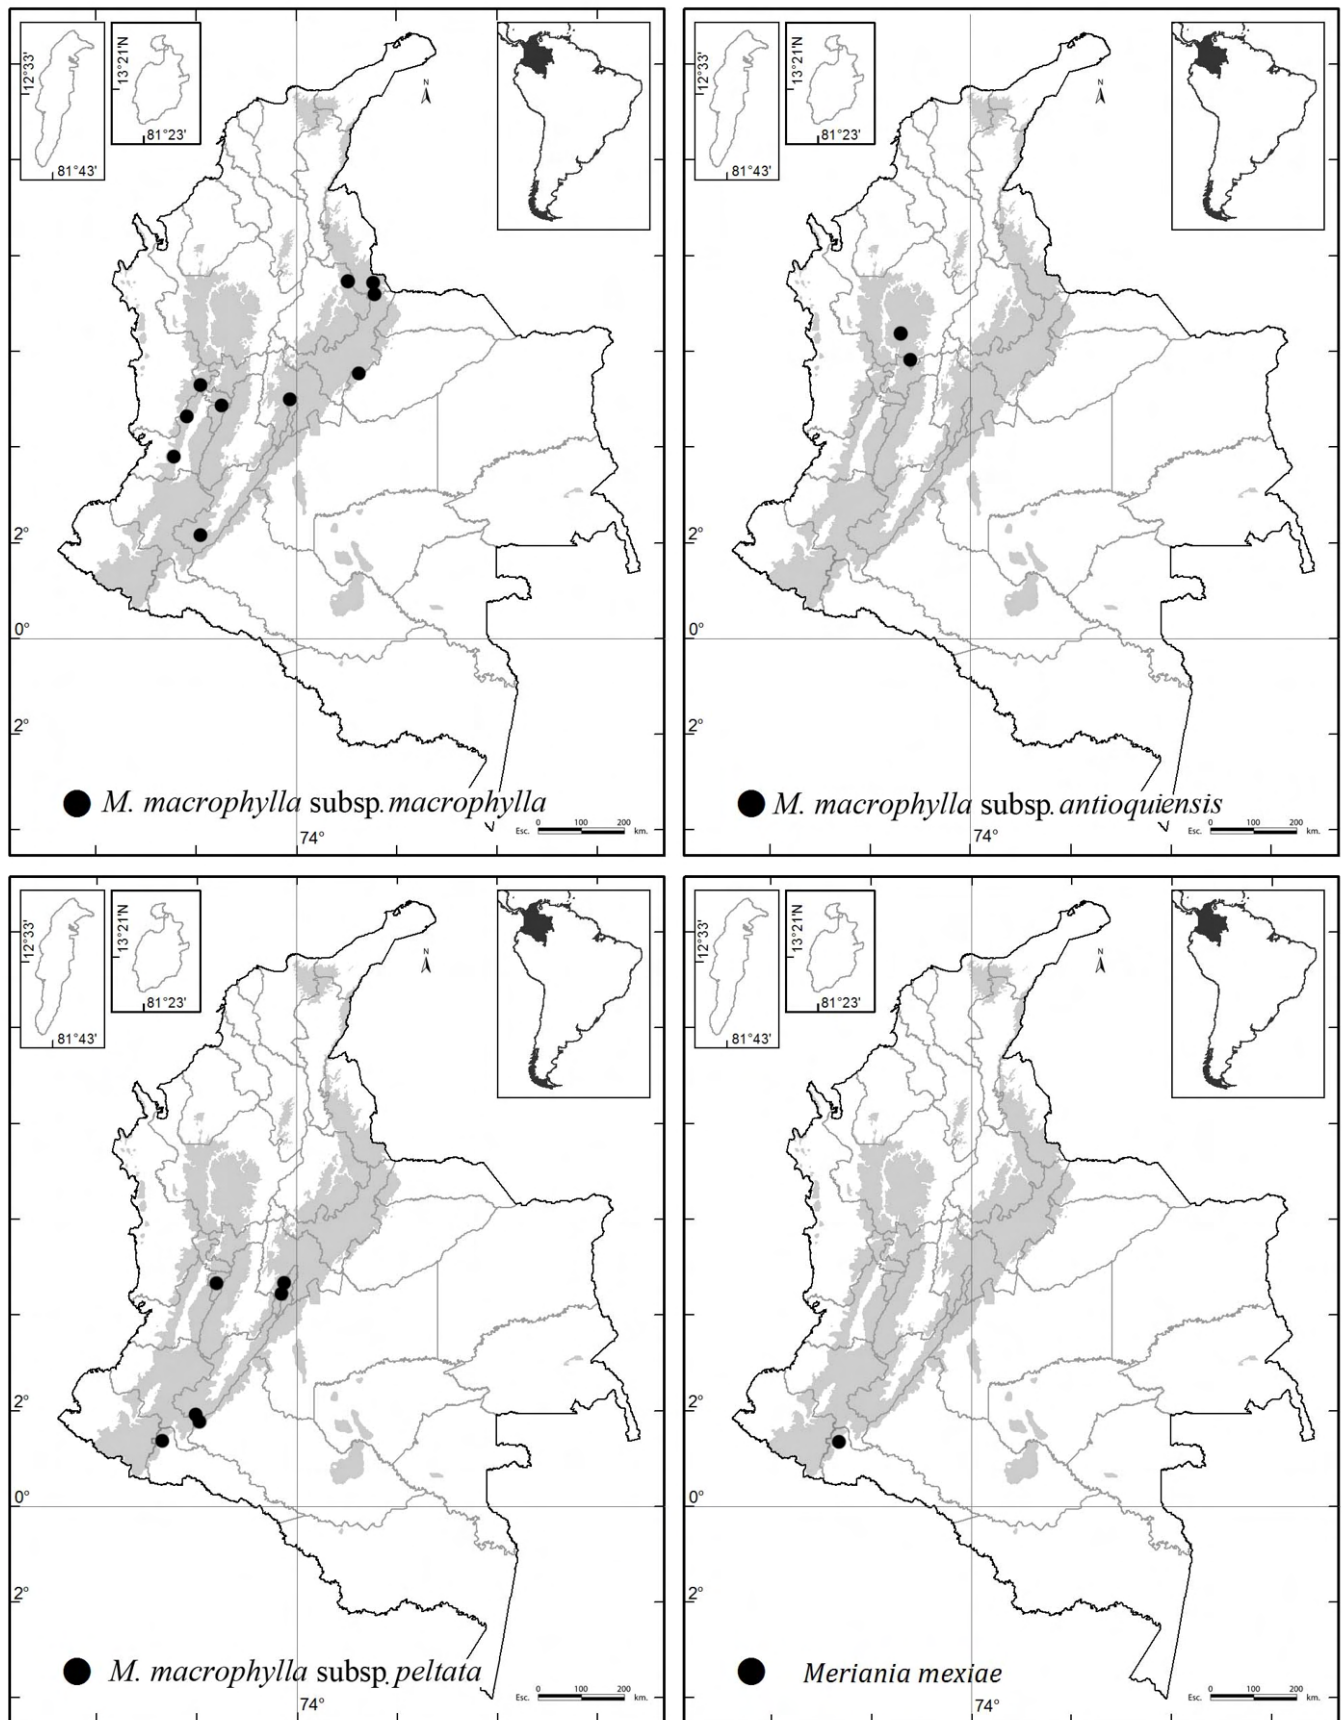 12°33'
13°21'N
81°23'
81°43'
N
2°
0°
2°
M. macrophylla subsp. macrophylla
Esc. 0 100 200 km.
74°
12°33'
13°21'N
81°23'
81°43'
N
2°
0°
2°
M. macrophylla subsp. antioquiensis
Esc. 0 100 200 km.
74°
12°33'
13°21'N
81°23'
81°43'
N
2°
0°
2°
M. macrophylla subsp. peltata
Esc. 0 100 200 km.
74°
12°33'
13°21'N
81°23'
81°43'
N
2°
0°
2°
Meriania mexiae
Esc. 0 100 200 km.
74°